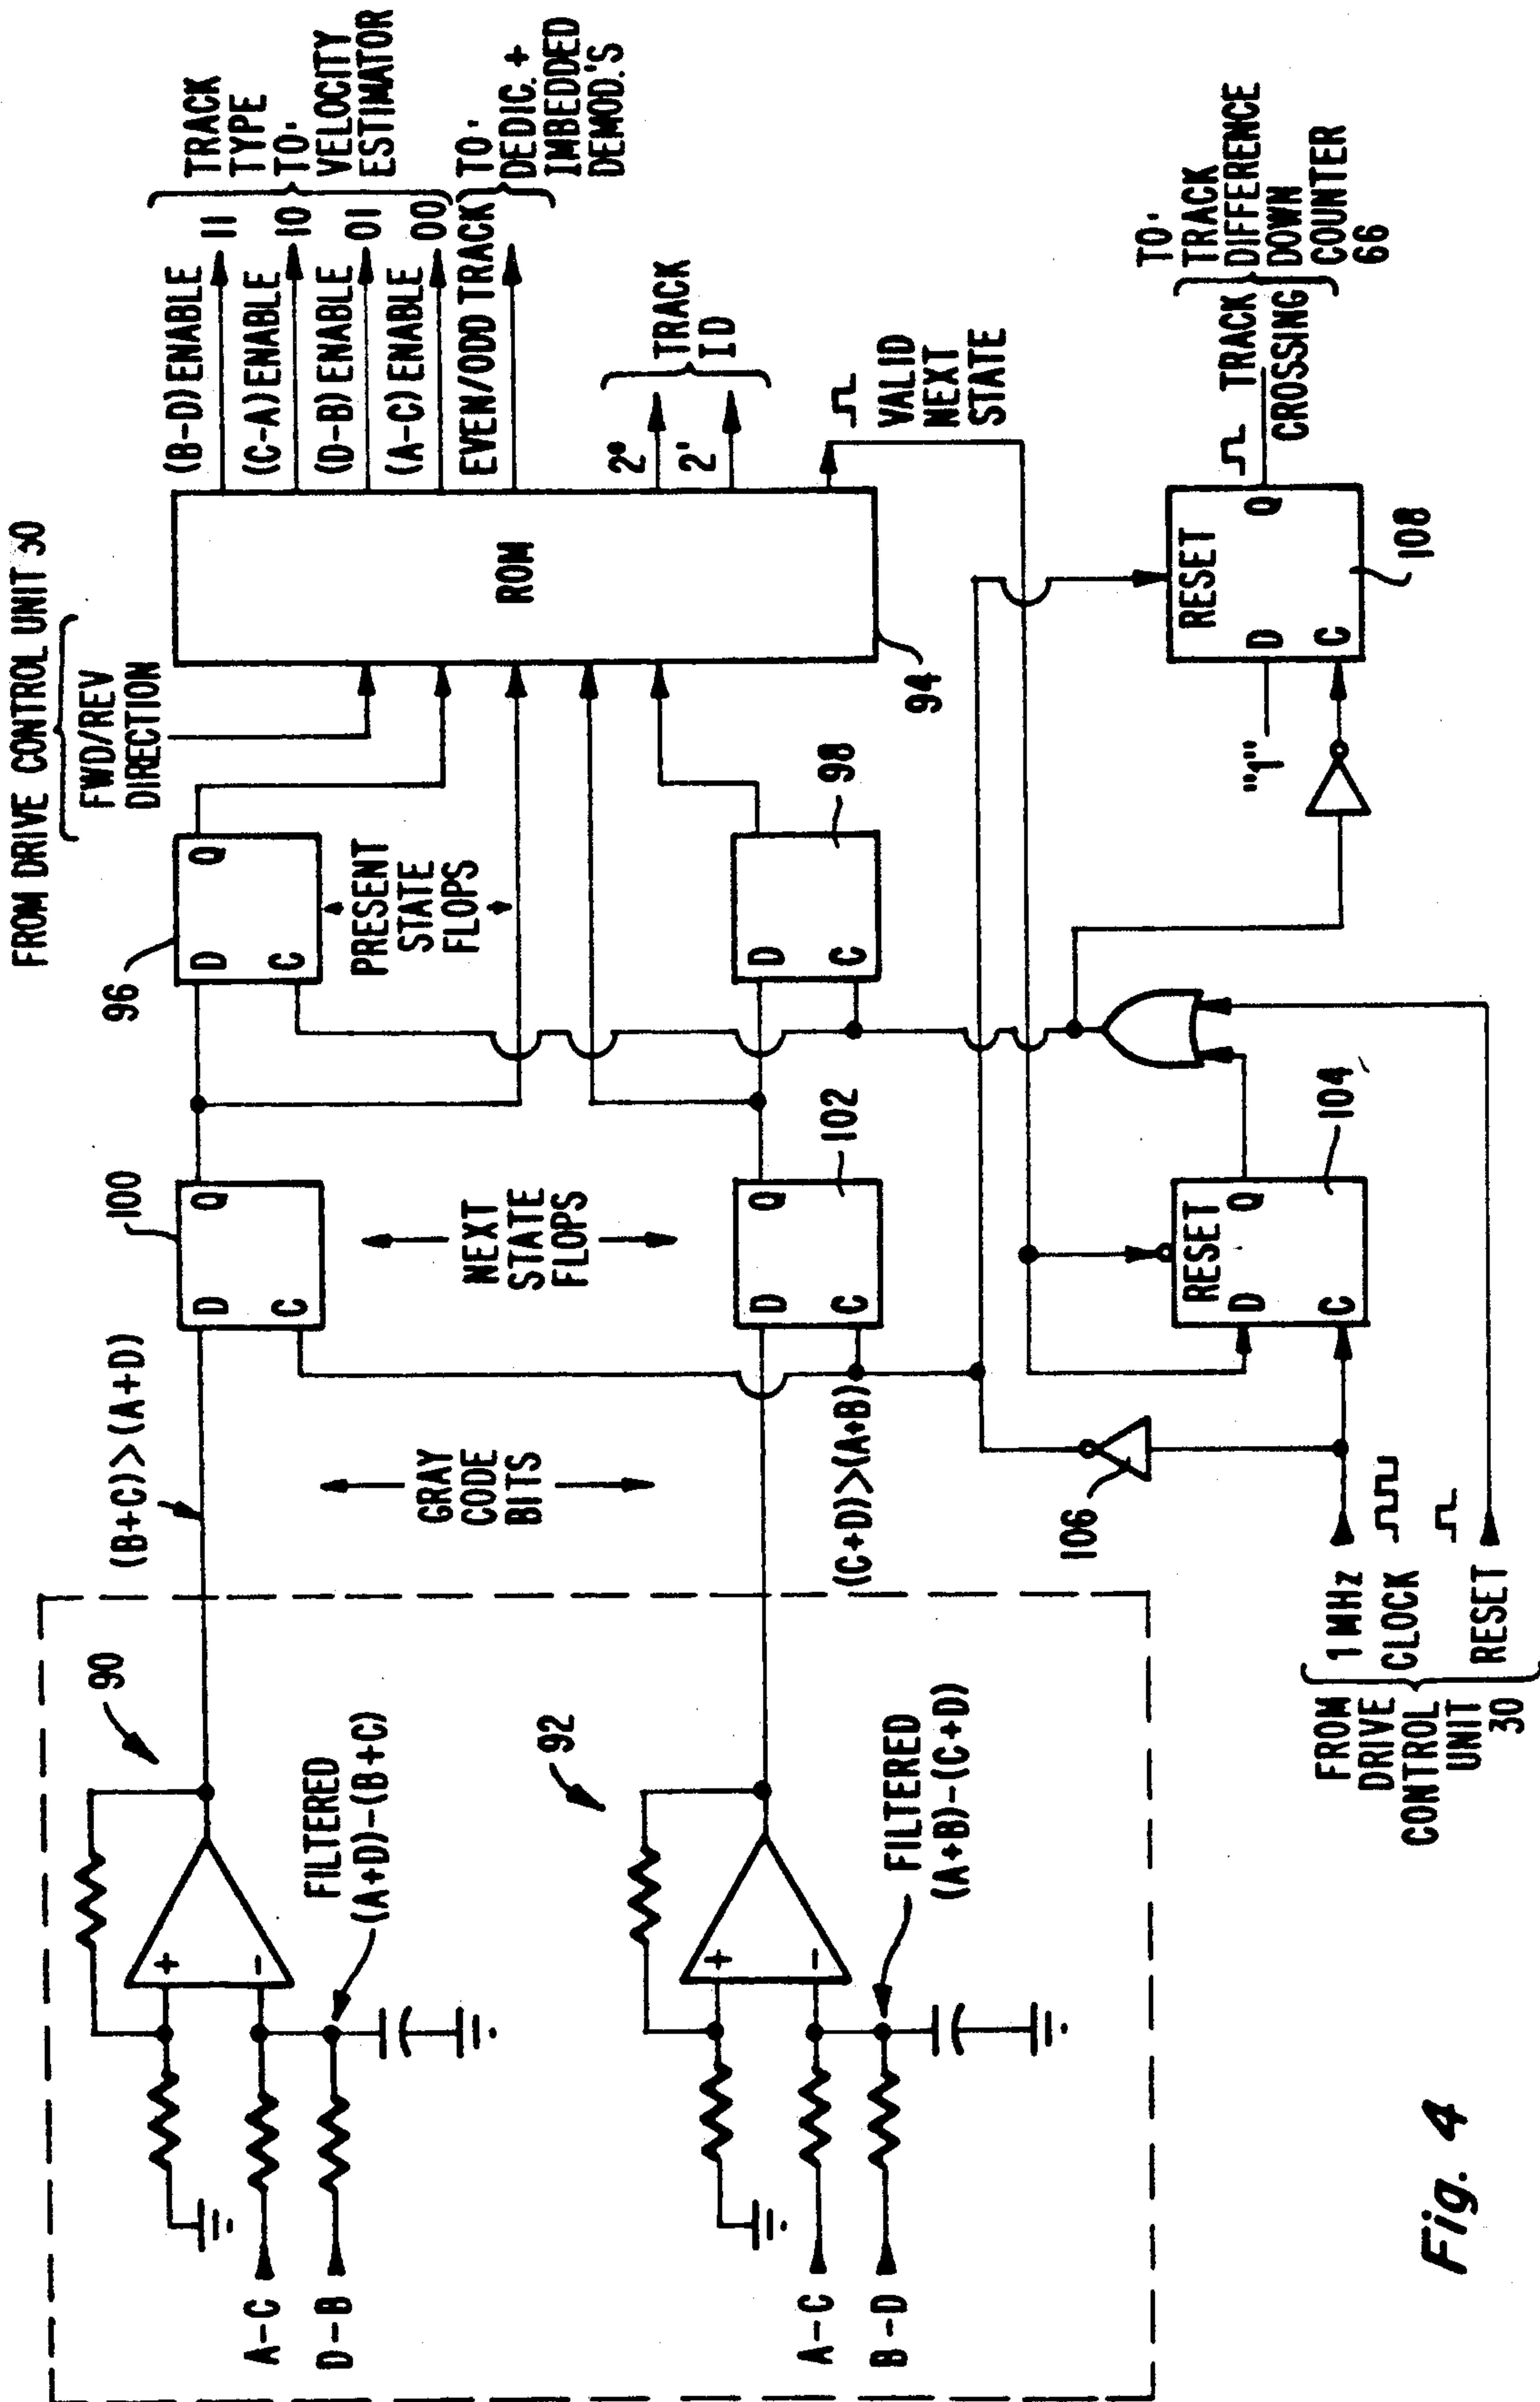 FROM DRIVE CONTROL UNIT 30
FWD/REV
DIRECTION
96
D
Q
C
PRESENT
STATE
FLOPS
98
D
C
100
D
Q
C
NEXT
STATE
FLOPS
102
D
Q
C
(B+C)>(A+D)
GRAY
CODE
BITS
(C+D)>(A+B)
90
+
-
FILTERED
(A+D)-(B+C)
A-C
D-B
92
+
-
FILTERED
(A+B)-(C+D)
A-C
B-D
ROM
94
(B-D) ENABLE 11
(C-A) ENABLE 10
(D-B) ENABLE 01
(A-C) ENABLE 00
TRACK
TYPE
TO:
VELOCITY
ESTIMATOR
EVEN/ODD TRACK
TO:
DEDIC. +
IMBEDDED
DEMOD.'S
2°
2'
TRACK
ID
VALID
NEXT
STATE
106
RESET
D
Q
C
104
"1"
RESET
D
Q
C
108
TRACK
CROSSING
TO:
TRACK
DIFFERENCE
DOWN
COUNTER
66
FROM
DRIVE
CONTROL
UNIT
30
1 MHz
CLOCK
RESET
Fig. 4